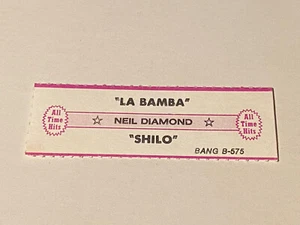 "LA BAMBA"
All Time Hits
☆ NEIL DIAMOND ☆
All Time Hits
"SHILO"
BANG B-575